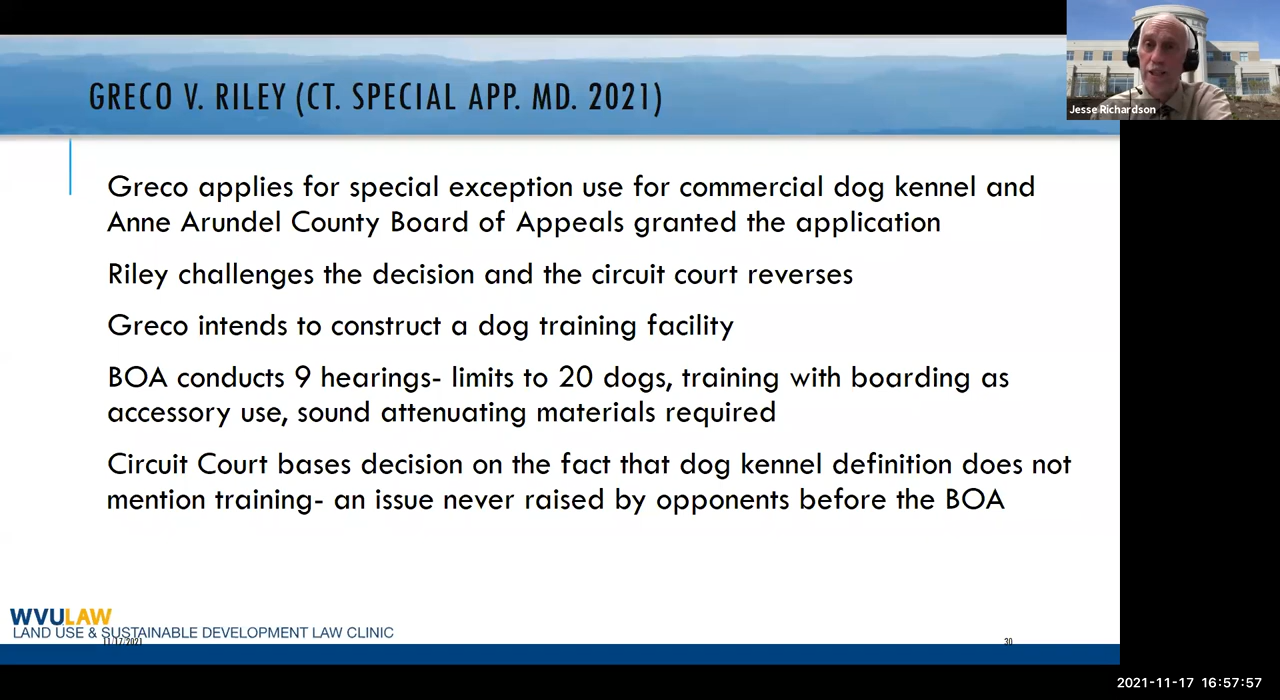 GRECO V. RILEY (CT. SPECIAL APP. MD. 2021)
Jesse Richardson
Greco applies for special exception use for commercial dog kennel and
Anne Arundel County Board of Appeals granted the application
Riley challenges the decision and the circuit court reverses
Greco intends to construct a dog training facility
BOA conducts 9 hearings- limits to 20 dogs, training with boarding as
accessory use, sound attenuating materials required
Circuit Court bases decision on the fact that dog kennel definition does not
mention training- an issue never raised by opponents before the BOA
WVULAW
LAND USE & SUSTAINABLE DEVELOPMENT LAW CLINIC
11/17/2021
30
2021-11-17 16:57:57